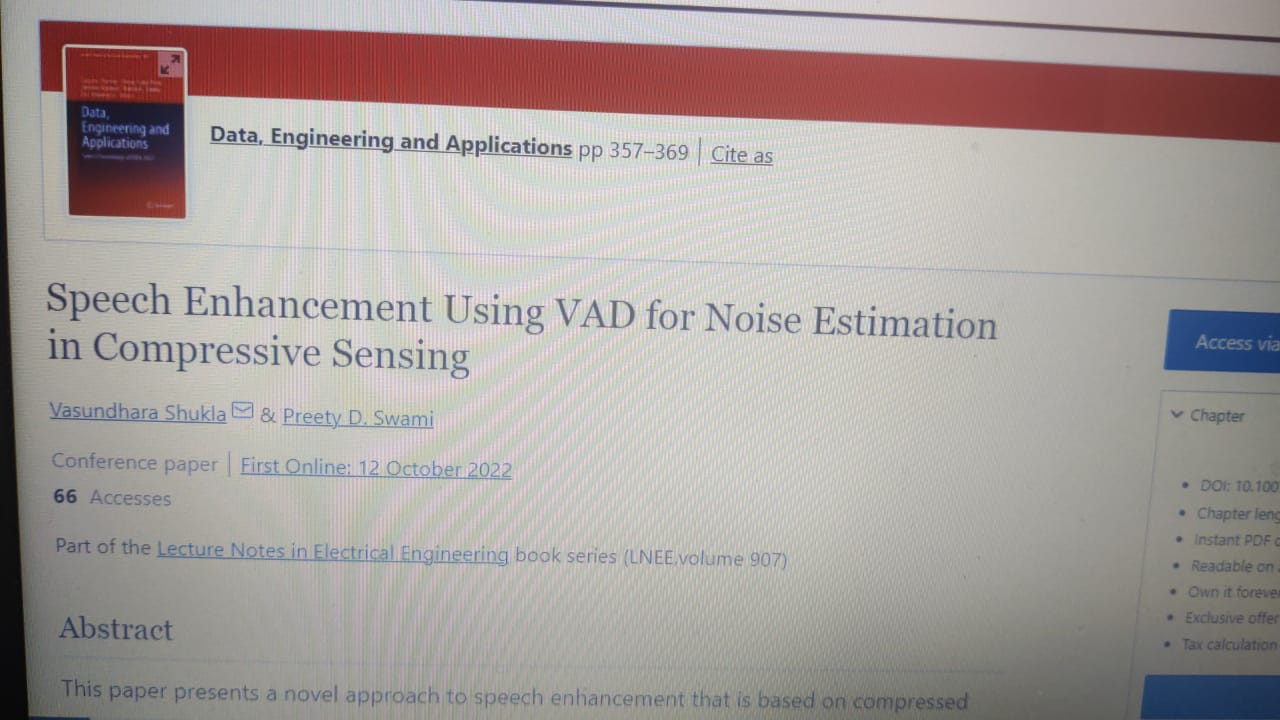 Data,
Engineering and
Applications
Data, Engineering and Applications pp 357–369 | Cite as
Speech Enhancement Using VAD for Noise Estimation
in Compressive Sensing
Vasundhara Shukla & Preety D. Swami
Conference paper | First Online: 12 October 2022
66 Accesses
Part of the Lecture Notes in Electrical Engineering book series (LNEE,volume 907)
Abstract
This paper presents a novel approach to speech enhancement that is based on compressed
Access via
Chapter
DOI: 10.100
Chapter leng
Instant PDF d
Readable on
Own it forever
Exclusive offer
Tax calculation